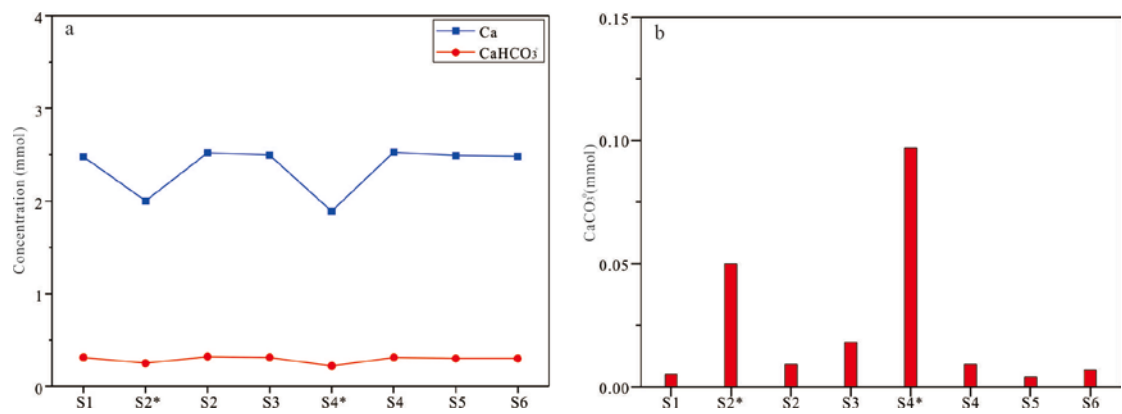 a
Ca
CaHCO₃
Concentration (mmol)
4
3
2
1
0
S1 S2* S2 S3 S4* S4 S5 S6
b
CaCO₃⁰(mmol)
0.15
0.10
0.05
0.00
S1 S2* S2 S3 S4* S4 S5 S6